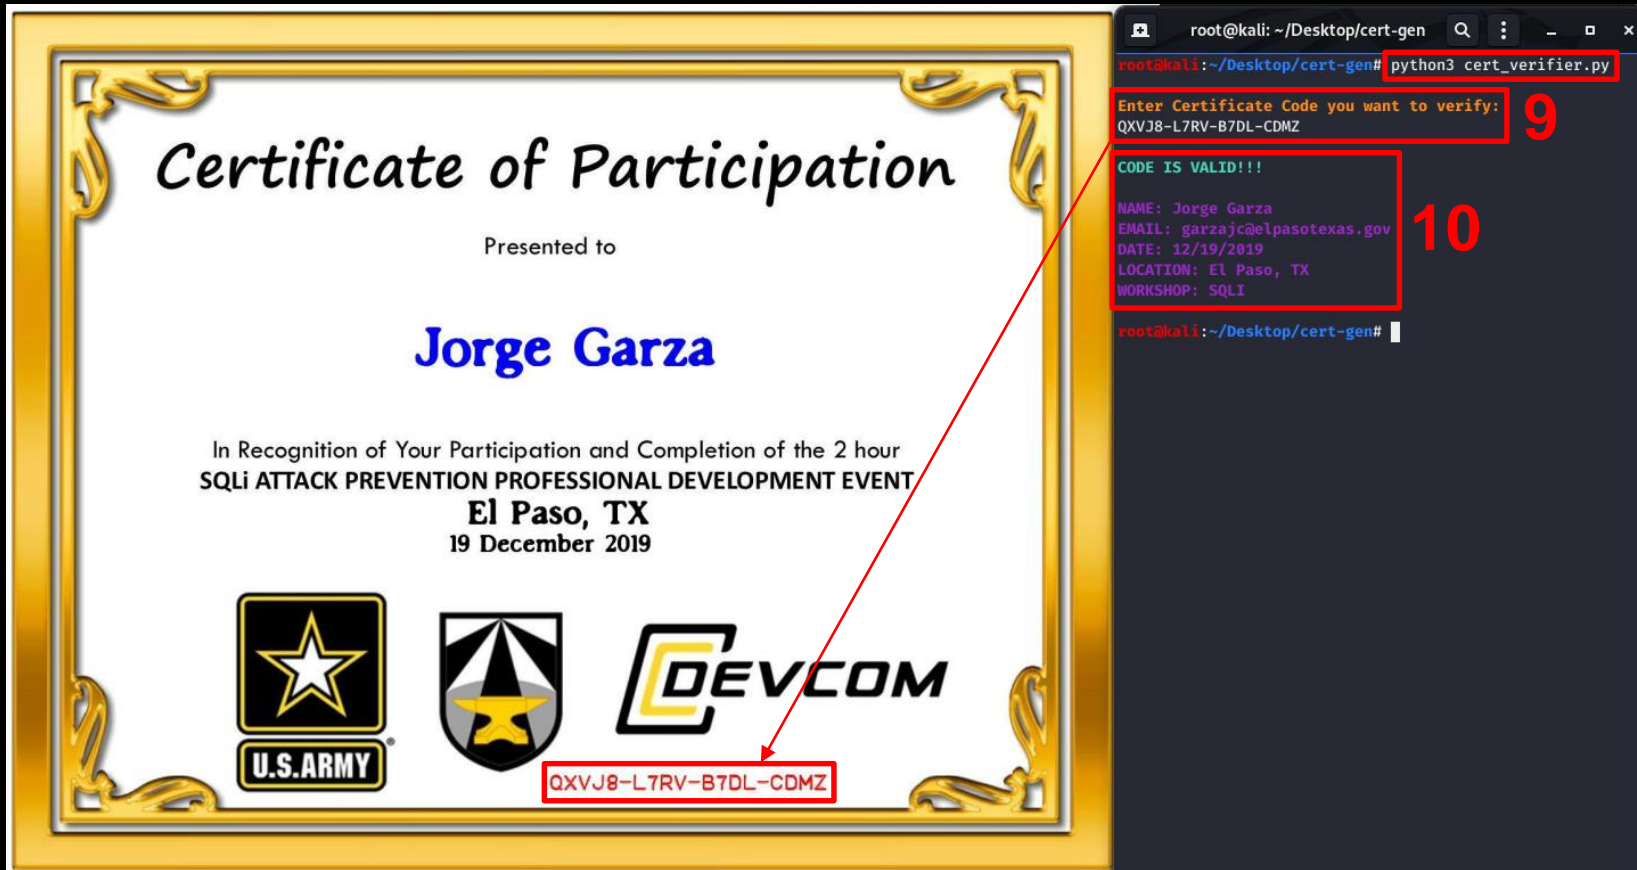 Certificate of Participation
Presented to
Jorge Garza
In Recognition of Your Participation and Completion of the 2 hour
SQLi ATTACK PREVENTION PROFESSIONAL DEVELOPMENT EVENT
El Paso, TX
19 December 2019
U.S.ARMY
®
DEVCOM
QXVJ8-L7RV-B7DL-CDMZ
root@kali: ~/Desktop/cert-gen
root@kali:~/Desktop/cert-gen# python3 cert_verifier.py
Enter Certificate Code you want to verify:
QXVJ8-L7RV-B7DL-CDMZ
9
CODE IS VALID!!!
NAME: Jorge Garza
EMAIL: garzajc@elpasotexas.gov
DATE: 12/19/2019
LOCATION: El Paso, TX
WORKSHOP: SQLI
10
root@kali:~/Desktop/cert-gen#